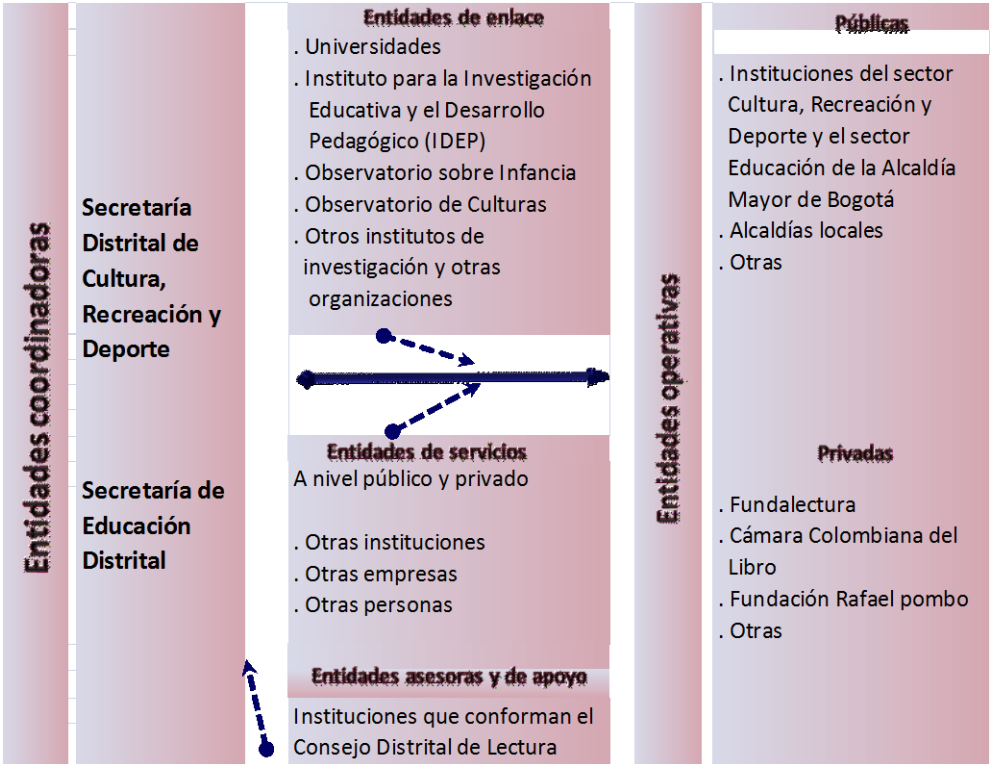 Entidades coordinadoras
Secretaría
Distrital de
Cultura,
Recreación y
Deporte
Secretaría de
Educación
Distrital
Entidades de enlace
. Universidades
. Instituto para la Investigación
Educativa y el Desarrollo
Pedagógico (IDEP)
. Observatorio sobre Infancia
. Observatorio de Culturas
. Otros institutos de
investigación y otras
organizaciones
Entidades de servicios
A nivel público y privado
. Otras instituciones
. Otras empresas
. Otras personas
Entidades asesoras y de apoyo
Instituciones que conforman el
Consejo Distrital de Lectura
Entidades operativas
Públicas
. Instituciones del sector
Cultura, Recreación y
Deporte y el sector
Educación de la Alcaldía
Mayor de Bogotá
. Alcaldías locales
. Otras
Privadas
. Fundalectura
. Cámara Colombiana del
Libro
. Fundación Rafael pombo
. Otras